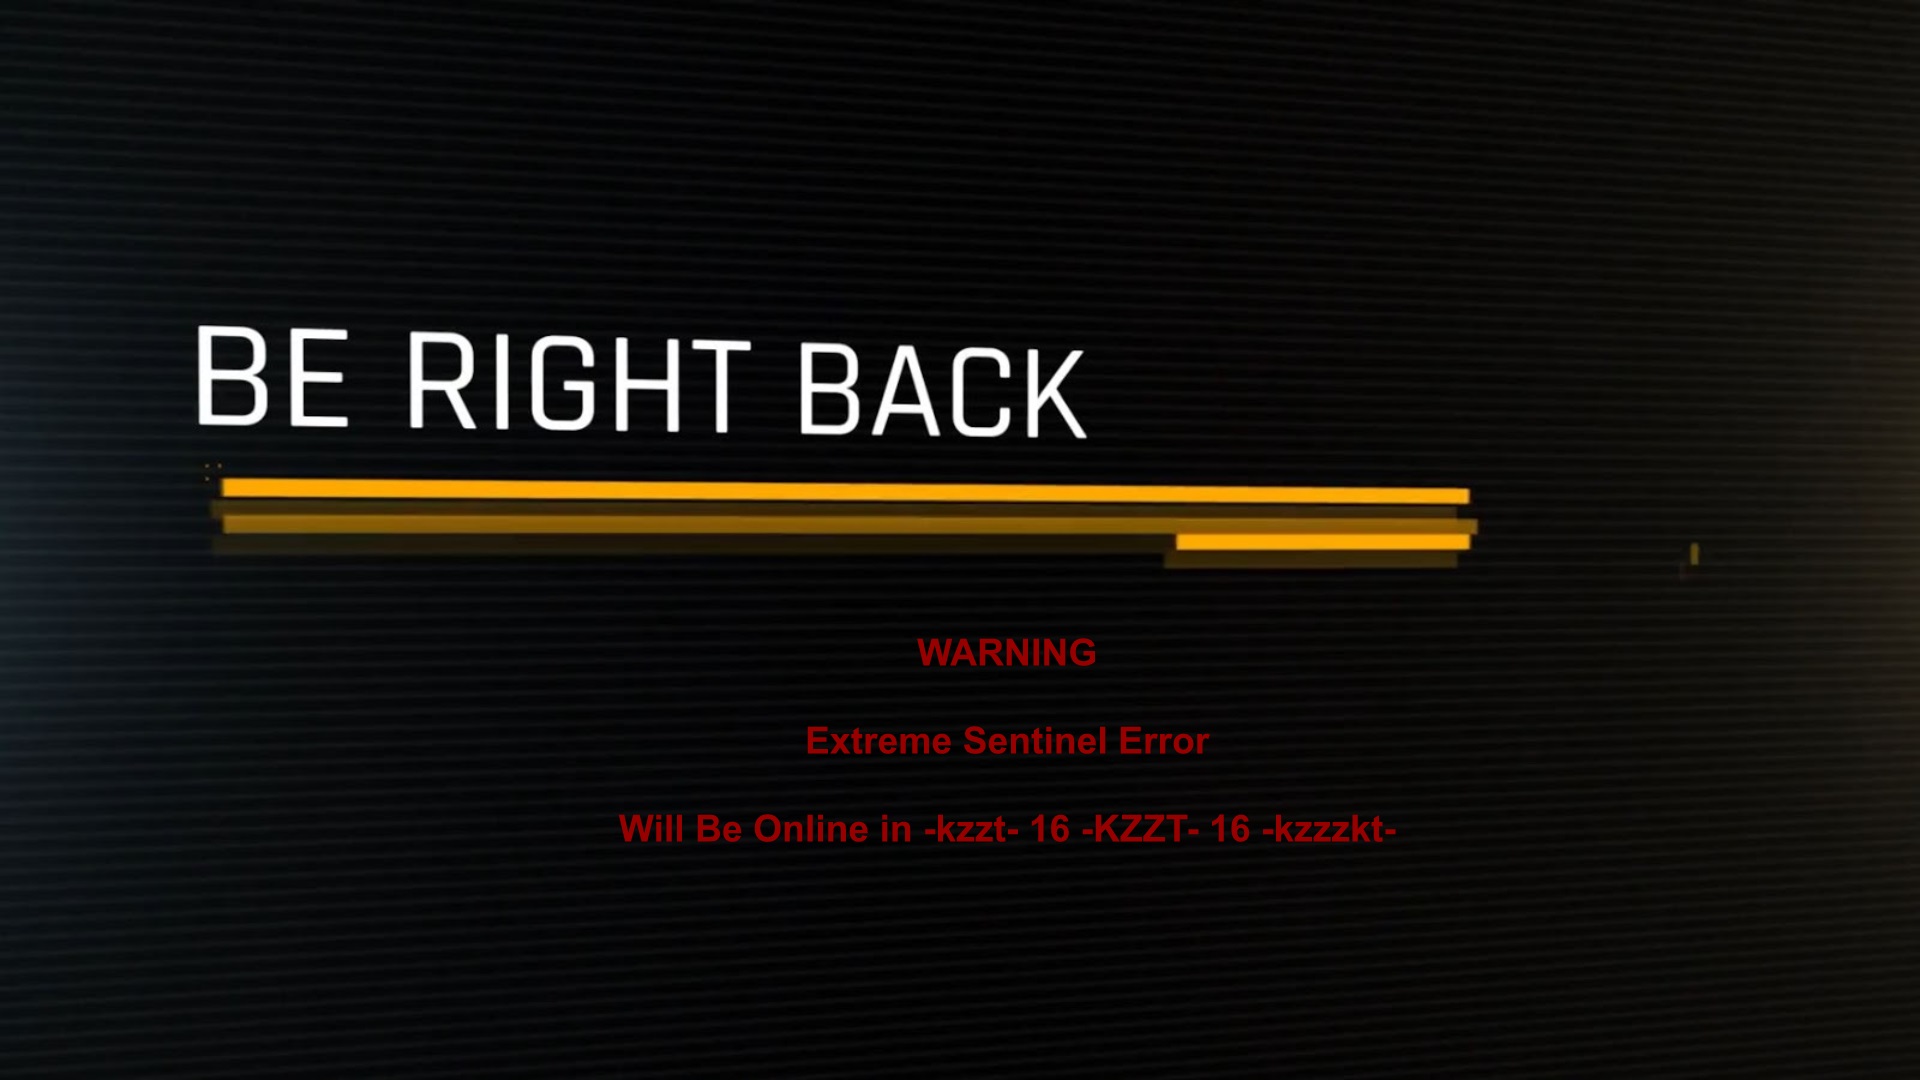 BE RIGHT BACK
WARNING
Extreme Sentinel Error
Will Be Online in -kzzt- 16 -KZZT- 16 -kzzzkt-